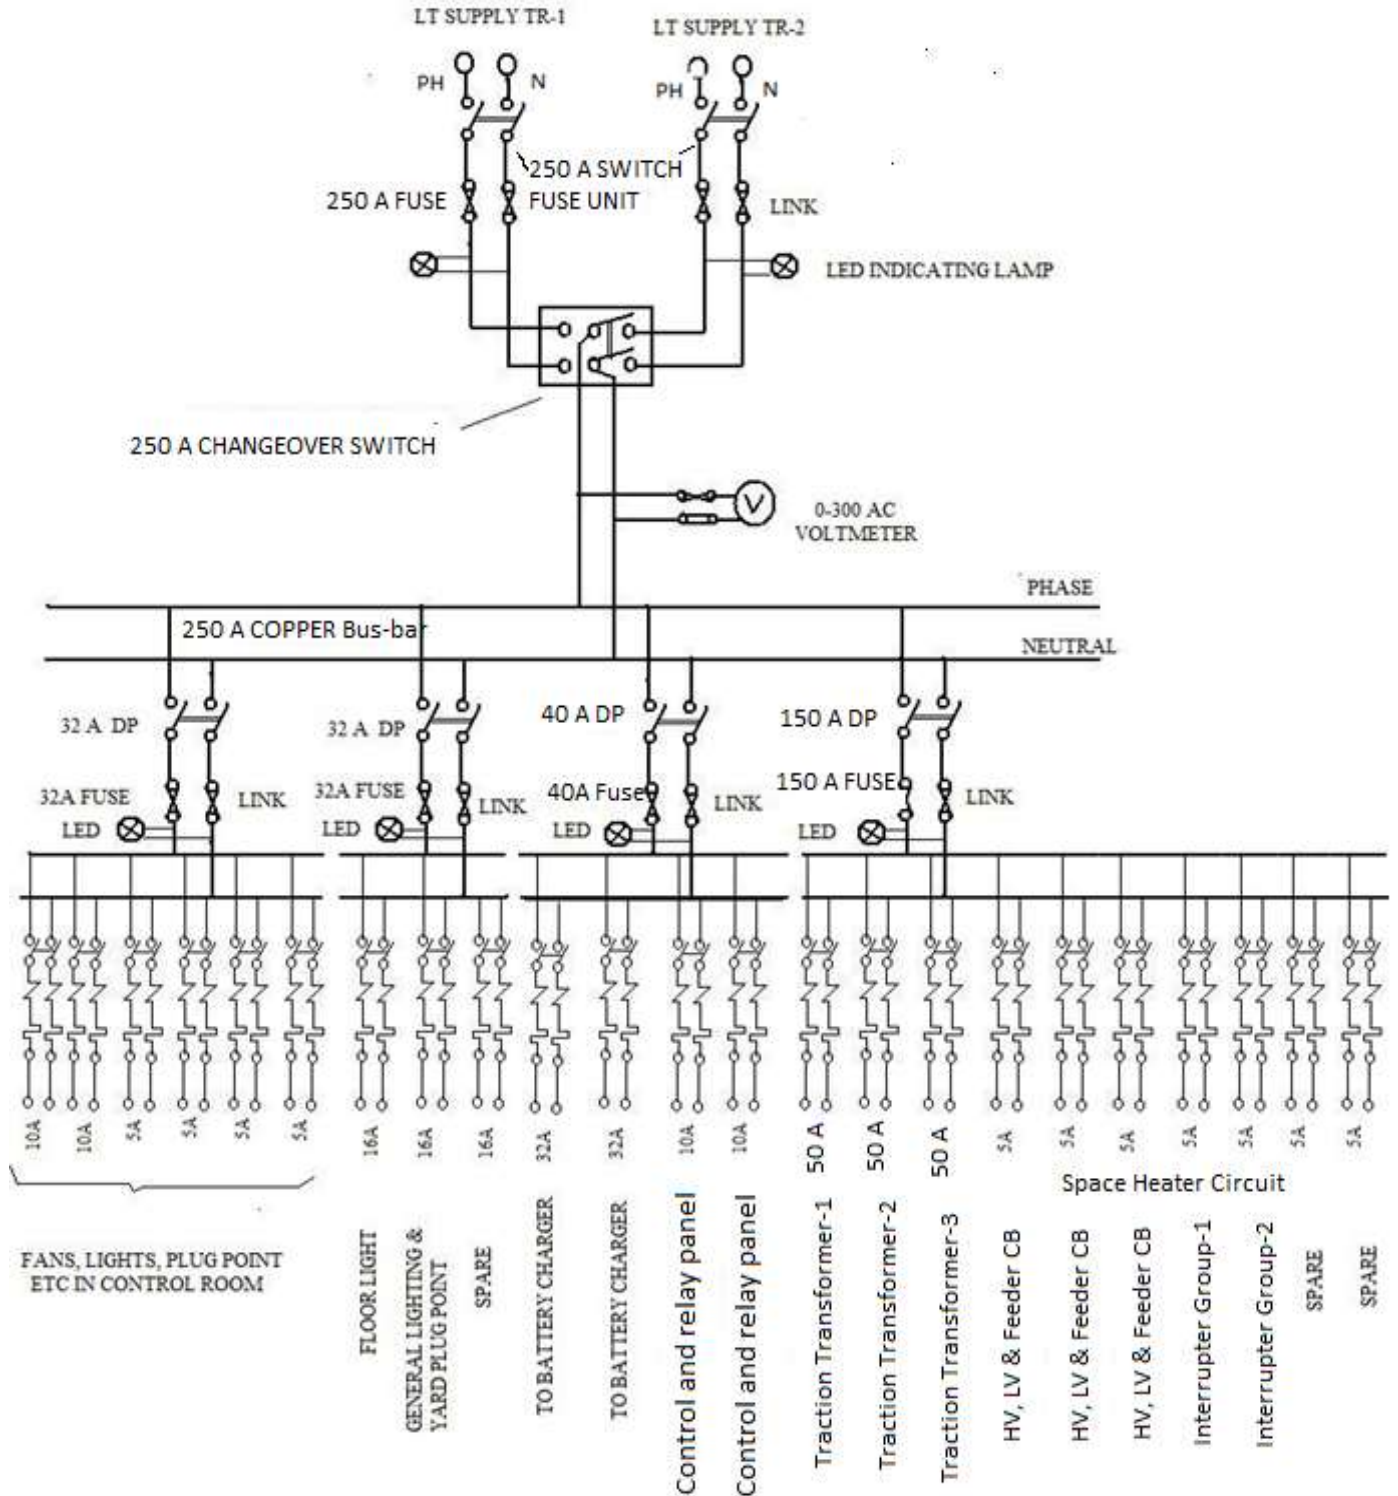 LT SUPPLY TR-1
LT SUPPLY TR-2
PH
N
PH
N
250 A SWITCH
FUSE UNIT
250 A FUSE
LINK
LED INDICATING LAMP
250 A CHANGEOVER SWITCH
V
0-300 AC
VOLTMETER
PHASE
250 A COPPER Bus-bar
NEUTRAL
32 A DP
32 A DP
40 A DP
150 A DP
32A FUSE
LINK
32A FUSE
LINK
40A Fuse
LINK
150 A FUSE
LINK
LED
LED
LED
LED
10A
10A
5A
5A
5A
5A
16A
16A
16A
32A
32A
10A
10A
50 A
50 A
50 A
5A
5A
5A
5A
5A
5A
5A
Space Heater Circuit
FANS, LIGHTS, PLUG POINT
ETC IN CONTROL ROOM
FLOOR LIGHT
GENERAL LIGHTING &
YARD PLUG POINT
SPARE
TO BATTERY CHARGER
TO BATTERY CHARGER
Control and relay panel
Control and relay panel
Traction Transformer-1
Traction Transformer-2
Traction Transformer-3
HV, LV & Feeder CB
HV, LV & Feeder CB
HV, LV & Feeder CB
Interrupter Group-1
Interrupter Group-2
SPARE
SPARE